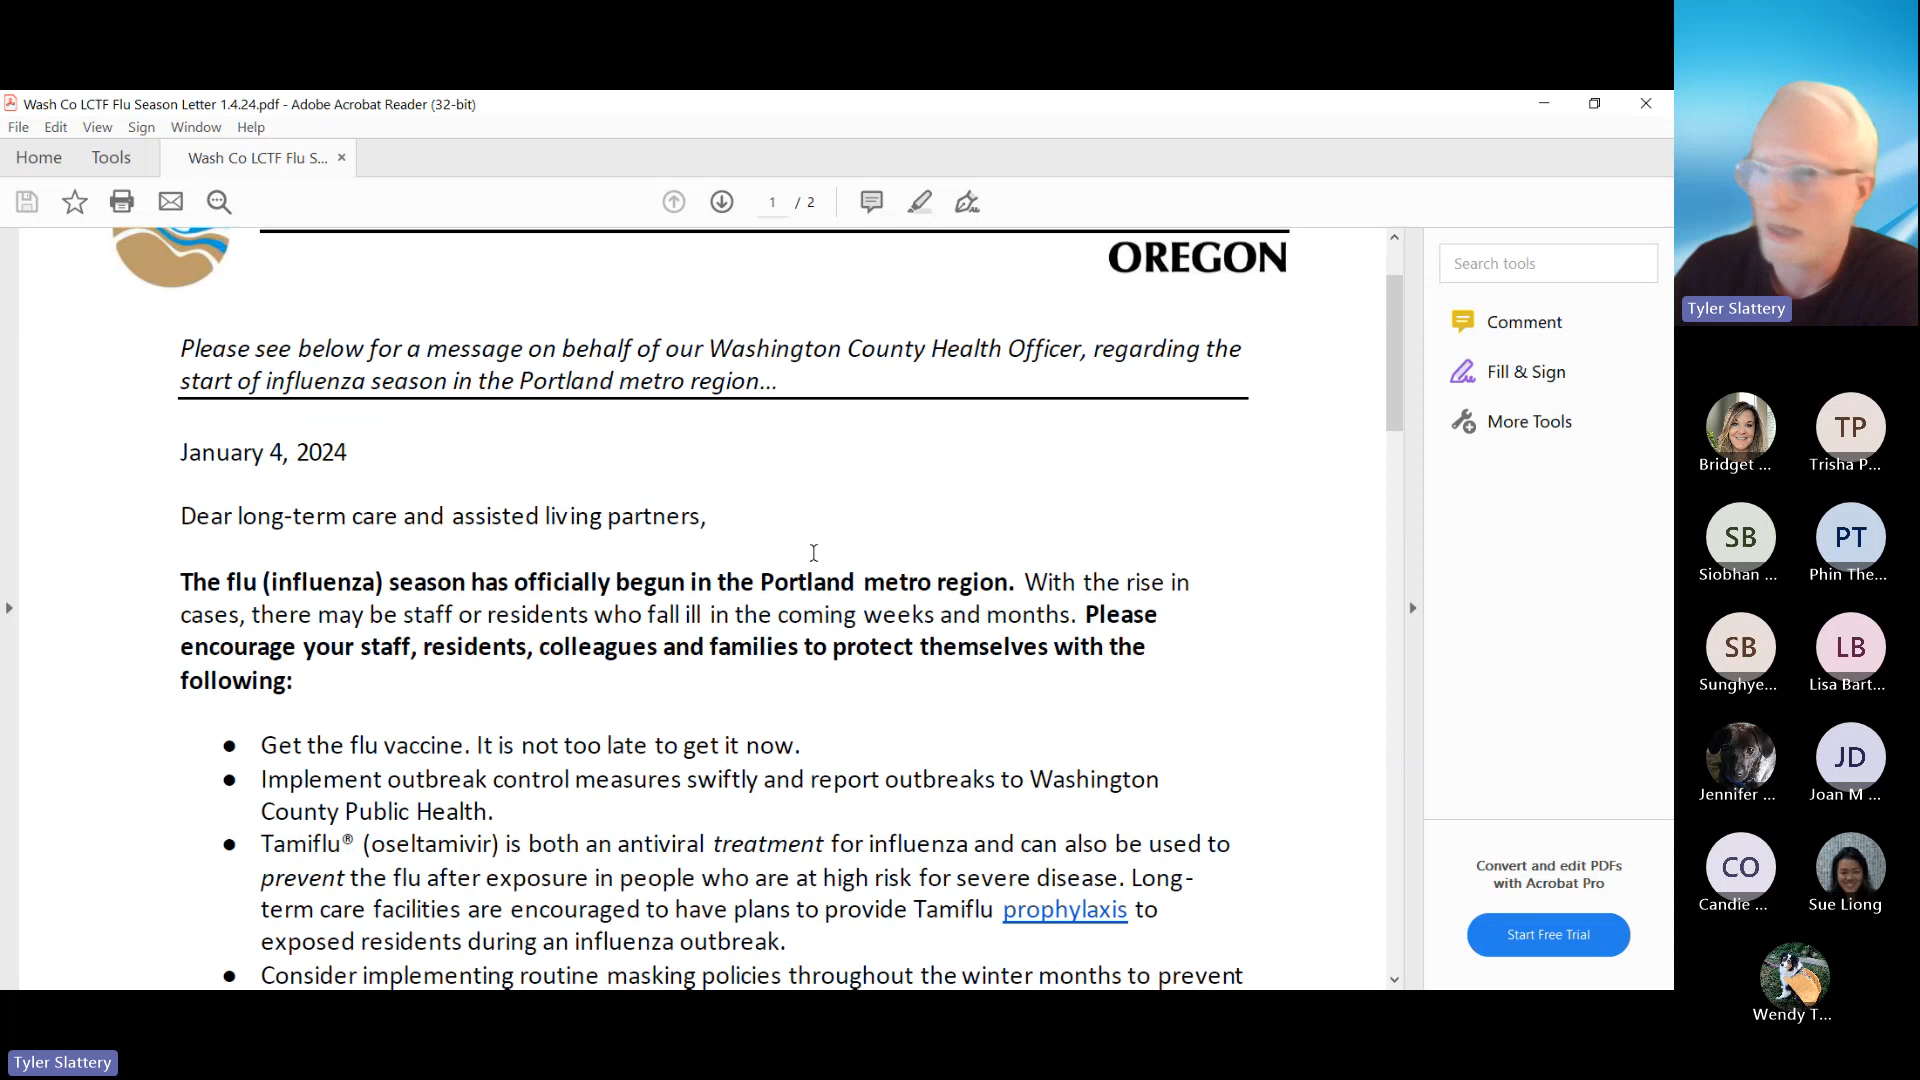 Wash Co LCTF Flu Season Letter 1.4.24.pdf - Adobe Acrobat Reader (32-bit)
File Edit View Sign Window Help
Home Tools Wash Co LCTF Flu S... ×
1 / 2
OREGON
Please see below for a message on behalf of our Washington County Health Officer, regarding the
start of influenza season in the Portland metro region...
January 4, 2024
Dear long-term care and assisted living partners,
The flu (influenza) season has officially begun in the Portland metro region. With the rise in
cases, there may be staff or residents who fall ill in the coming weeks and months. Please
encourage your staff, residents, colleagues and families to protect themselves with the
following:
● Get the flu vaccine. It is not too late to get it now.
● Implement outbreak control measures swiftly and report outbreaks to Washington
County Public Health.
● Tamiflu® (oseltamivir) is both an antiviral treatment for influenza and can also be used to
prevent the flu after exposure in people who are at high risk for severe disease. Long-
term care facilities are encouraged to have plans to provide Tamiflu prophylaxis to
exposed residents during an influenza outbreak.
● Consider implementing routine masking policies throughout the winter months to prevent
Search tools
Comment
Fill & Sign
More Tools
Convert and edit PDFs
with Acrobat Pro
Start Free Trial
Tyler Slattery
TP
Bridget ... Trisha P...
SB PT
Siobhan ... Phin The...
SB LB
Sunghye... Lisa Bart...
JD
Jennifer ... Joan M ...
CO
Candie ... Sue Liong
Wendy T...
Tyler Slattery